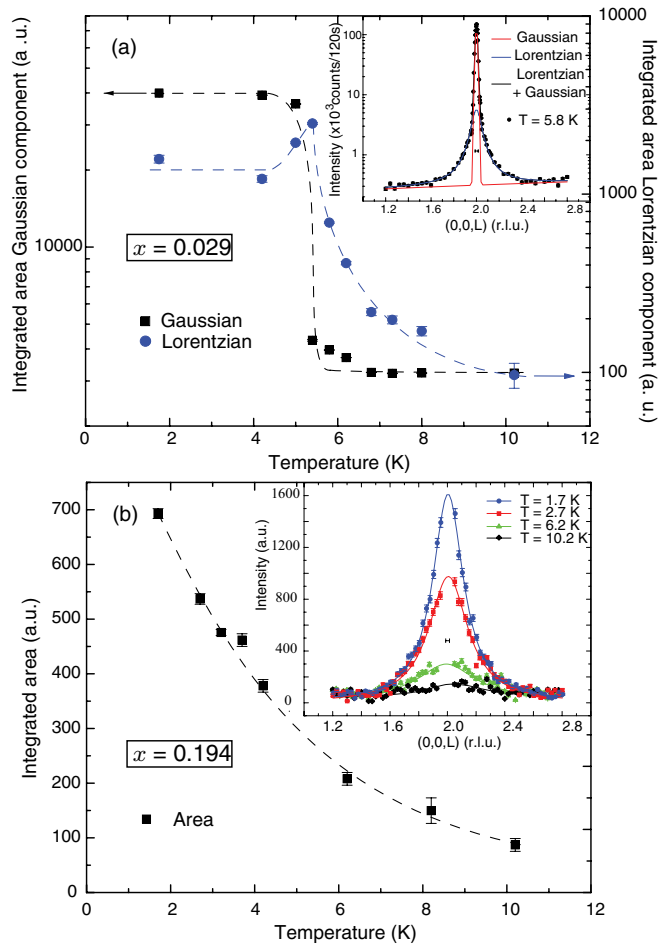 (a)
Integrated area Gaussian component (a .u.)
10000
x = 0.029
Gaussian
Lorentzian
0 2 4 6 8 10 12
Temperature (K)
10000
1000
100
Integrated area Lorentzian component (a. u.)
Intensity (x10³counts/120s)
100
10
1
Gaussian
Lorentzian
Lorentzian
+ Gaussian
T = 5.8 K
1.2 1.6 2.0 2.4 2.8
(0,0,L) (r.l.u.)
(b)
Integrated area (a.u.)
700
600
500
400
300
200
100
0
x = 0.194
Area
0 2 4 6 8 10 12
Temperature (K)
Intensity (a.u.)
1600
1200
800
400
0
T = 1.7 K
T = 2.7 K
T = 6.2 K
T = 10.2 K
1.2 1.6 2.0 2.4 2.8
(0,0,L) (r.l.u.)